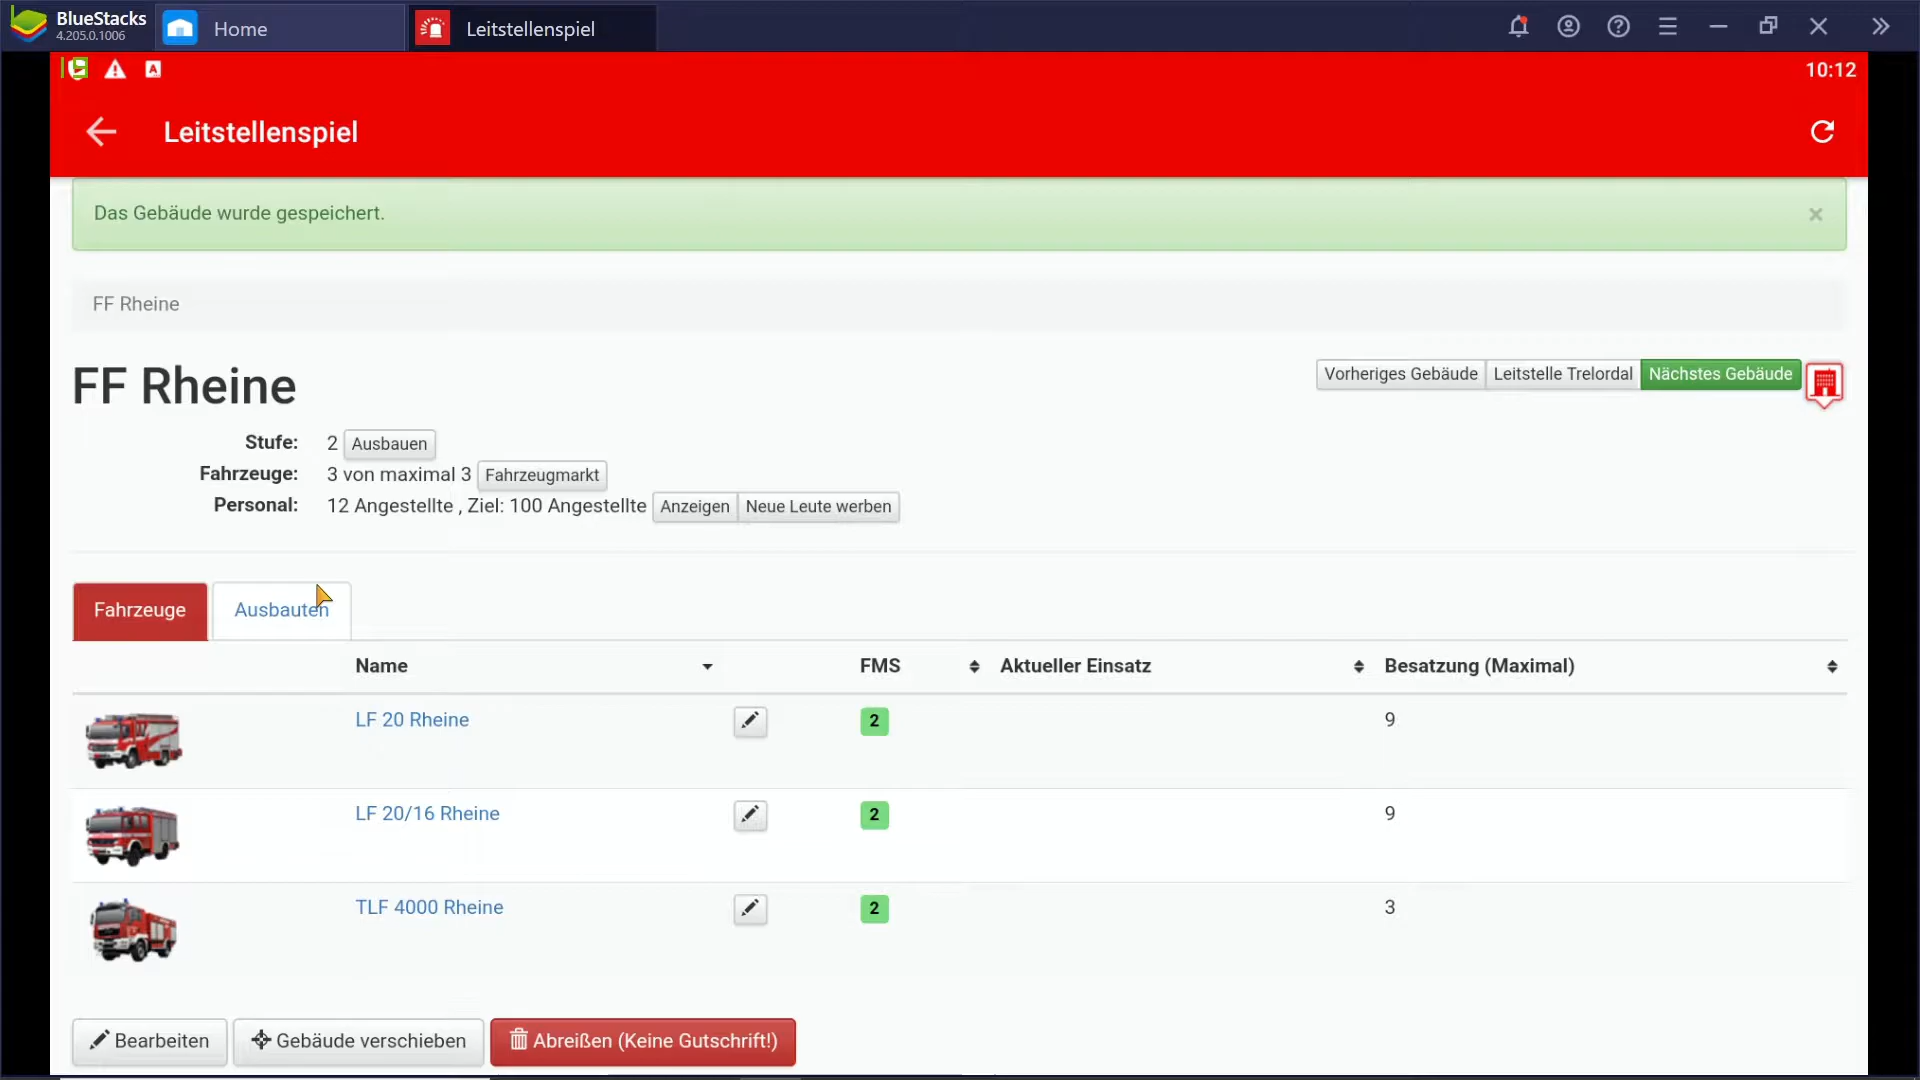 BlueStacks
4.205.0.1006
Home
Leitstellenspiel
10:12
Leitstellenspiel
Das Gebäude wurde gespeichert.
×
FF Rheine
FF Rheine
Vorheriges Gebäude Leitstelle Trelordal Nächstes Gebäude
Stufe: 2 Ausbauen
Fahrzeuge: 3 von maximal 3 Fahrzeugmarkt
Personal: 12 Angestellte , Ziel: 100 Angestellte Anzeigen Neue Leute werben
Fahrzeuge Ausbauten
Name FMS Aktueller Einsatz Besatzung (Maximal)
LF 20 Rheine 2 9
LF 20/16 Rheine 2 9
TLF 4000 Rheine 2 3
Bearbeiten Gebäude verschieben Abreißen (Keine Gutschrift!)